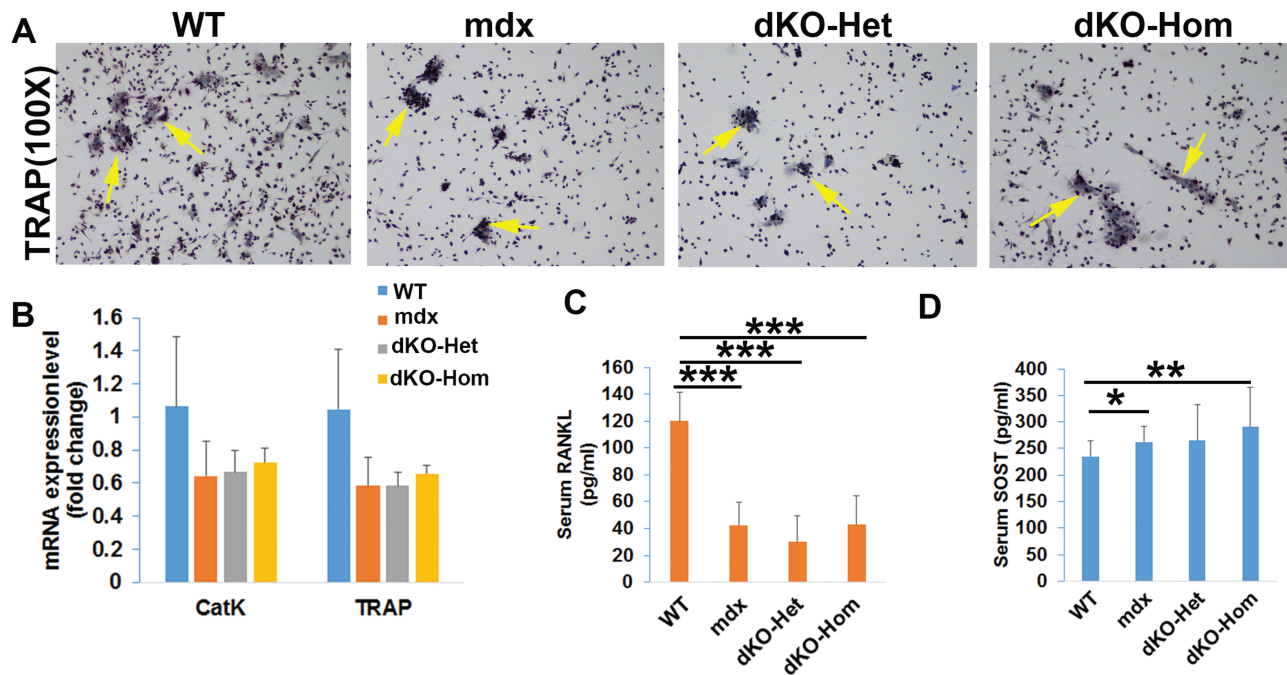 A
WT
mdx
dKO-Het
dKO-Hom
TRAP(100X)
B
mRNA expression level
(fold change)
1.6
1.4
1.2
1
0.8
0.6
0.4
0.2
0
CatK
TRAP
WT
mdx
dKO-Het
dKO-Hom
C
***
***
***
Serum RANKL
(pg/ml)
160
140
120
100
80
60
40
20
0
WT
mdx
dKO-Het
dKO-Hom
D
**
*
Serum SOST (pg/ml)
400
350
300
250
200
150
100
50
0
WT
mdx
dKO-Het
dKO-Hom